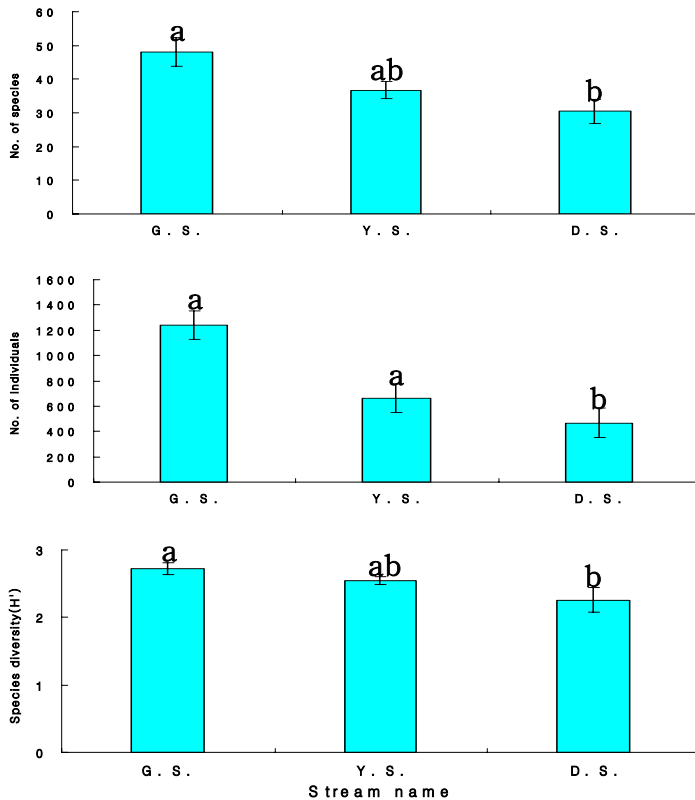 60
50
40
30
20
10
0
No. of species
a
ab
b
G. S.
Y. S.
D. S.
1600
1400
1200
1000
800
600
400
200
0
No. of individuals
a
a
b
G. S.
Y. S.
D. S.
3
2
1
0
Species diversity(H')
a
ab
b
G. S.
Y. S.
D. S.
Stream name